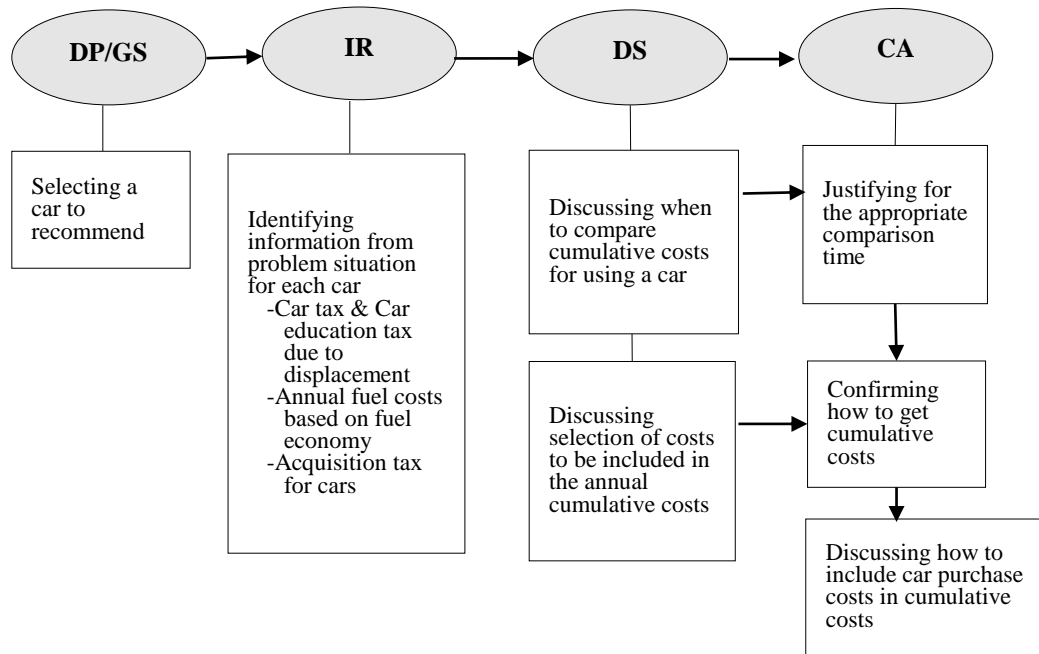 DP/GS
IR
DS
CA
Selecting a
car to
recommend
Identifying
information from
problem situation
for each car
-Car tax & Car
education tax
due to
displacement
-Annual fuel costs
based on fuel
economy
-Acquisition tax
for cars
Discussing when
to compare
cumulative costs
for using a car
Justifying for
the appropriate
comparison
time
Discussing
selection of costs
to be included in
the annual
cumulative costs
Confirming
how to get
cumulative
costs
Discussing how to
include car purchase
costs in cumulative
costs